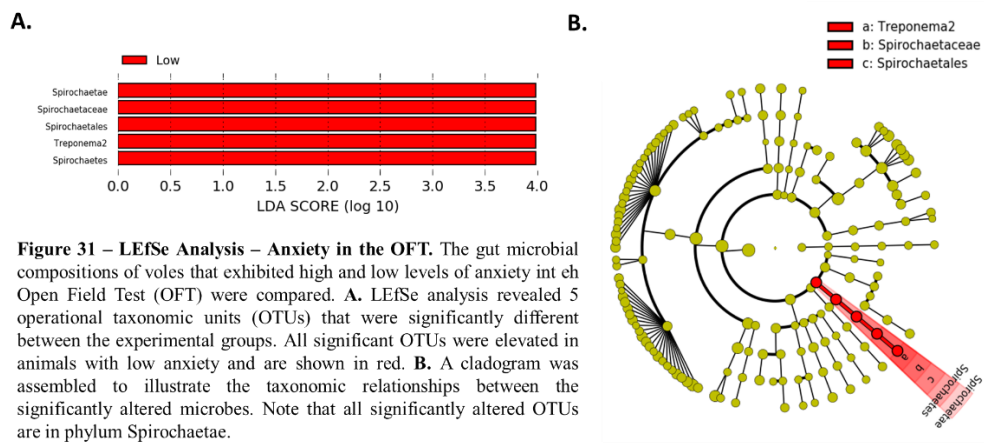 A.
Low
Spirochaetae
Spirochaetaceae
Spirochaetales
Treponema2
Spirochaetes
0.0 0.5 1.0 1.5 2.0 2.5 3.0 3.5 4.0
LDA SCORE (log 10)
Figure 31 – LEfSe Analysis – Anxiety in the OFT. The gut microbial
compositions of voles that exhibited high and low levels of anxiety int eh
Open Field Test (OFT) were compared. A. LEfSe analysis revealed 5
operational taxonomic units (OTUs) that were significantly different
between the experimental groups. All significant OTUs were elevated in
animals with low anxiety and are shown in red. B. A cladogram was
assembled to illustrate the taxonomic relationships between the
significantly altered microbes. Note that all significantly altered OTUs
are in phylum Spirochaetae.
B.
a: Treponema2
b: Spirochaetaceae
c: Spirochaetales
a
b
c
Spirochaetes
Spirochaetae